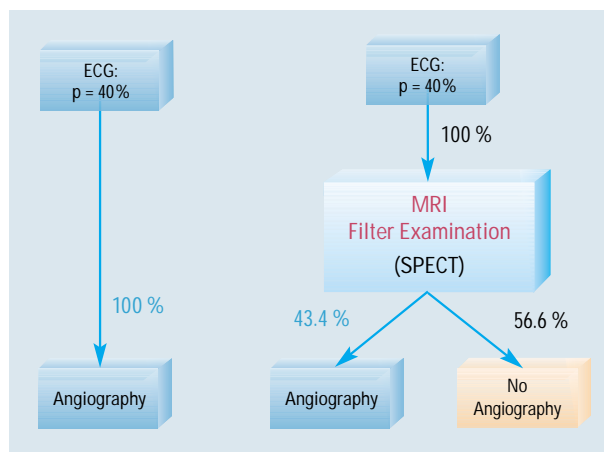 ECG:
p = 40%
100 %
Angiography
ECG:
p = 40%
100 %
MRI
Filter Examination
(SPECT)
43.4 %
56.6 %
Angiography
No
Angiography